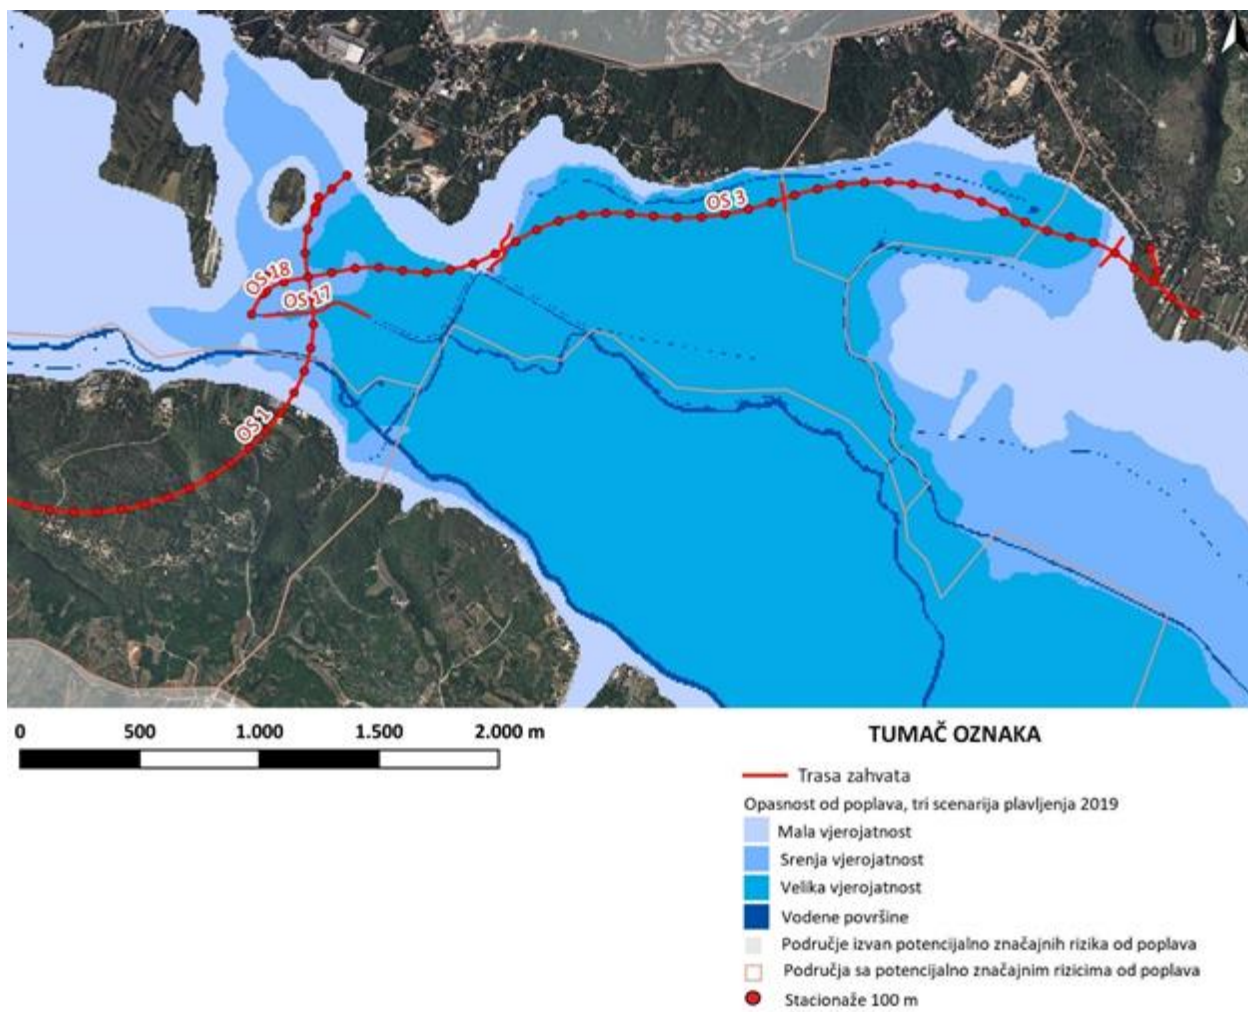 OS 3
OS 18
OS 17
OS 1
0 500 1.000 1.500 2.000 m
TUMAČ OZNAKA
Trasa zahvata
Opasnost od poplava, tri scenarija plavljenja 2019
Mala vjerojatnost
Srenja vjerojatnost
Velika vjerojatnost
Vodene površine
Područje izvan potencijalno značajnih rizika od poplava
Područja sa potencijalno značajnim rizicima od poplava
Stacionaže 100 m